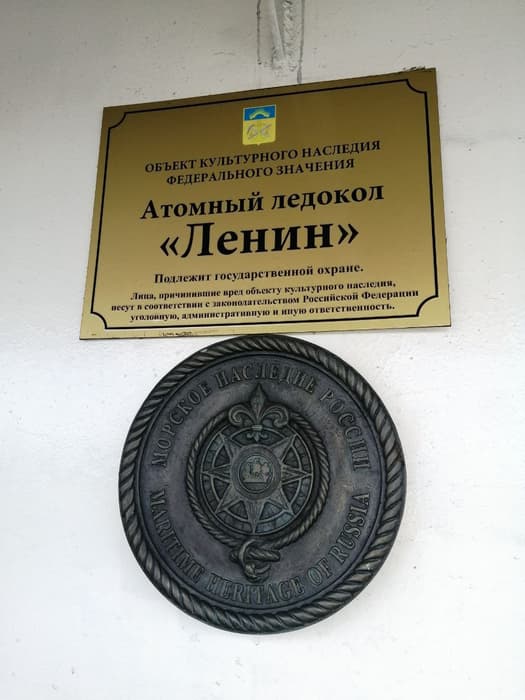 ОБЪЕКТ КУЛЬТУРНОГО НАСЛЕДИЯ
ФЕДЕРАЛЬНОГО ЗНАЧЕНИЯ
Атомный ледокол
«Ленин»
Подлежит государственной охране.
Лица, причинившие вред объекту культурного наследия,
несут в соответствии с законодательством Российской Федерации
уголовную, административную и иную ответственность.
МОРСКОЕ НАСЛЕДИЕ РОССИИ
MARITIME HERITAGE OF RUSSIA